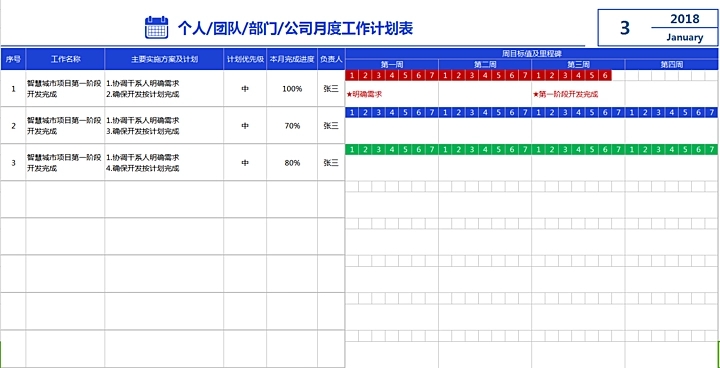 个人/团队/部门/公司月度工作计划表
3
2018
January
序号 工作名称 主要实施方案及计划 计划优先级 本月完成进度 负责人 周目标值及里程碑
第一周 第二周 第三周 第四周
1 2 3 4 5 6 7 1 2 3 4 5 6 7 1 2 3 4 5 6
1 智慧城市项目第一阶段开发完成 1.协调干系人明确需求 中 100% 张三
2.确保开发按计划完成
★明确需求 ★第一阶段开发完成
1 2 3 4 5 6 7 1 2 3 4 5 6 7 1 2 3 4 5 6 7 1 2 3 4 5 6 7
2 智慧城市项目第一阶段开发完成 1.协调干系人明确需求 中 70% 张三
3.确保开发按计划完成
1 2 3 4 5 6 7 1 2 3 4 5 6 7 1 2 3 4 5 6 7 1 2 3 4 5 6 7
3 智慧城市项目第一阶段开发完成 1.协调干系人明确需求 中 80% 张三
4.确保开发按计划完成